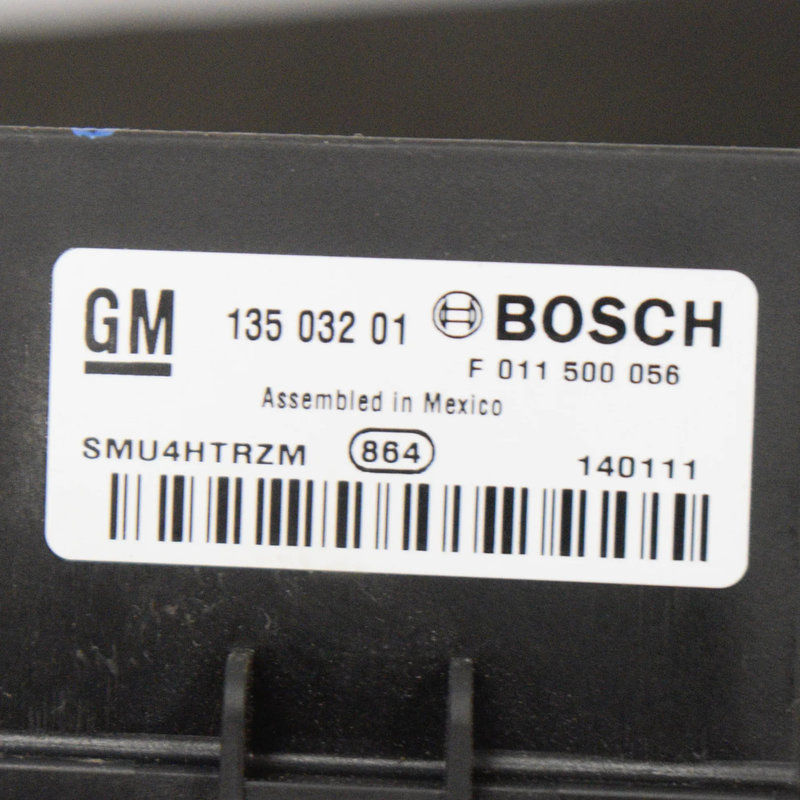 GM 135 032 01 BOSCH
F 011 500 056
Assembled in Mexico
SMU4HTRZM 864 140111